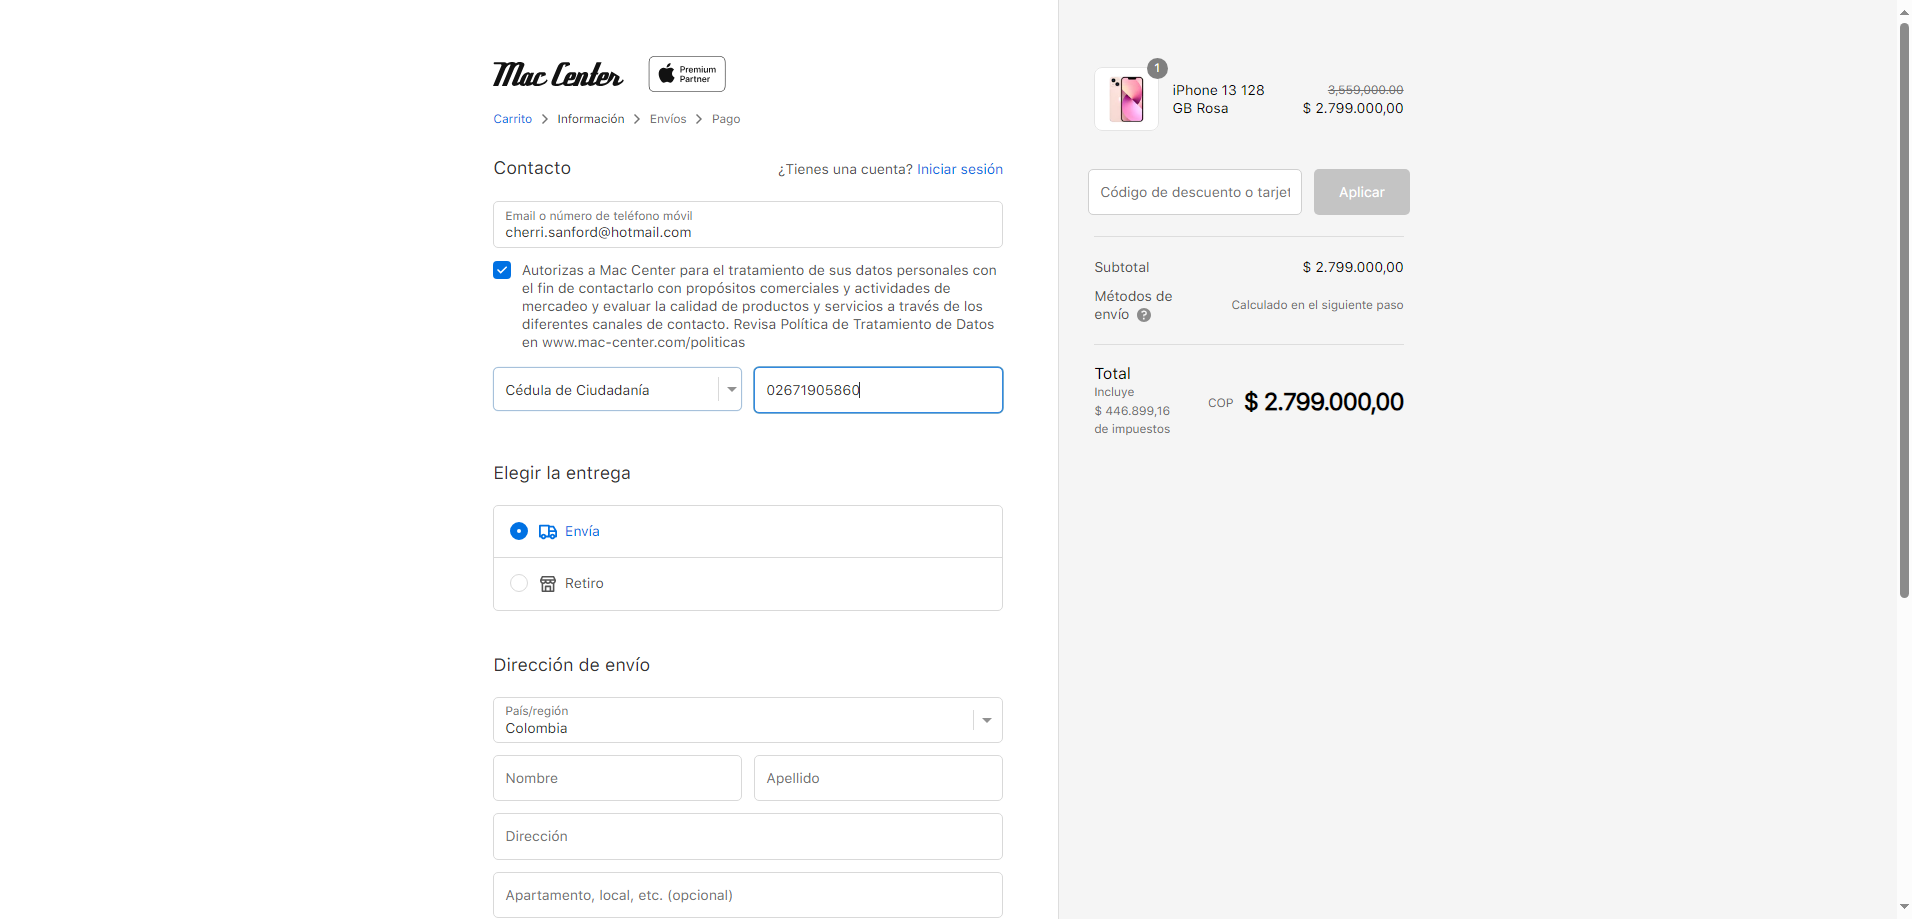 Mac Center
Premium
Partner
Carrito
Información
Envíos
Pago
Contacto
¿Tienes una cuenta? Iniciar sesión
Email o número de teléfono móvil
cherri.sanford@hotmail.com
Autorizas a Mac Center para el tratamiento de sus datos personales con
el fin de contactarlo con propósitos comerciales y actividades de
mercadeo y evaluar la calidad de productos y servicios a través de los
diferentes canales de contacto. Revisa Política de Tratamiento de Datos
en www.mac-center.com/politicas
Cédula de Ciudadanía
02671905860
Elegir la entrega
Envía
Retiro
Dirección de envío
País/región
Colombia
Nombre
Apellido
Dirección
Apartamento, local, etc. (opcional)
1
iPhone 13 128
GB Rosa
3,559,000.00
$ 2.799.000,00
Código de descuento o tarjet
Aplicar
Subtotal
$ 2.799.000,00
Métodos de
envío ?
Calculado en el siguiente paso
Total
Incluye
$ 446.899,16
de impuestos
COP $ 2.799.000,00